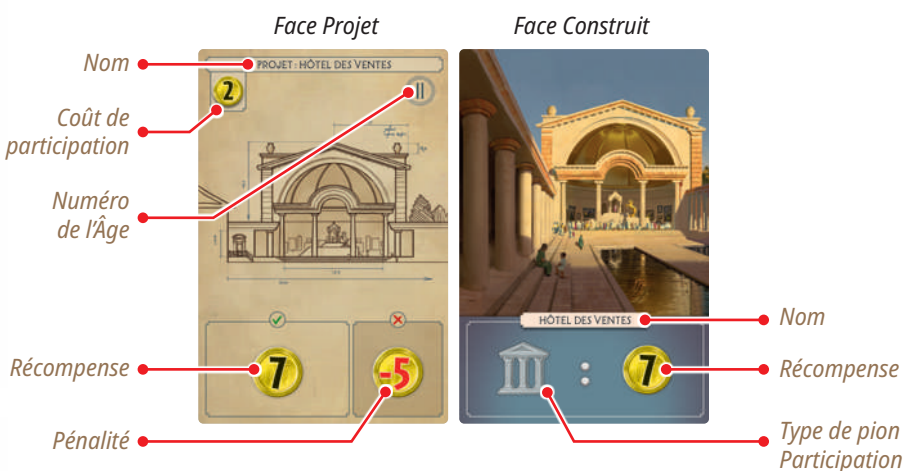 Face Projet
Face Construit
Nom
PROJET : HÔTEL DES VENTES
2
II
Coût de
participation
Numéro
de l'Âge
HÔTEL DES VENTES
Nom
Récompense
7
-5
7
Récompense
:
Pénalité
Type de pion
Participation